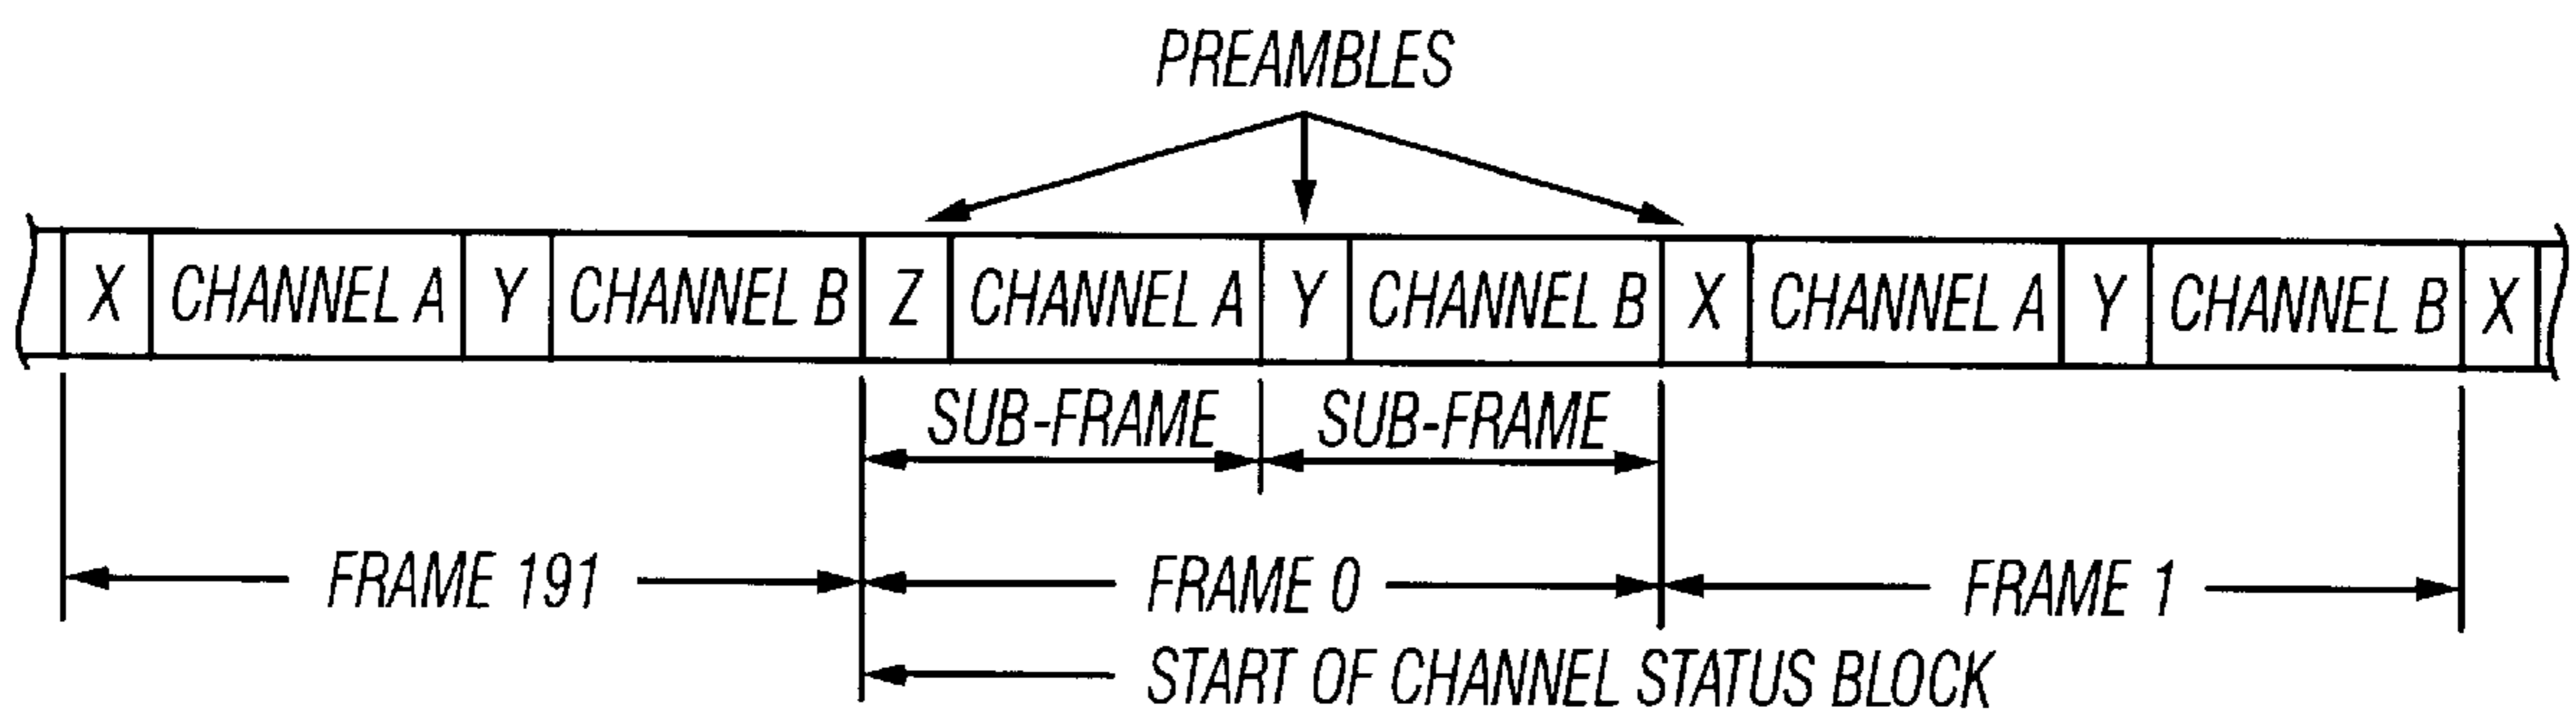 PREAMBLES
X CHANNEL A Y CHANNEL B Z CHANNEL A Y CHANNEL B X CHANNEL A Y CHANNEL B X
SUB-FRAME SUB-FRAME
FRAME 191 FRAME 0 FRAME 1
START OF CHANNEL STATUS BLOCK